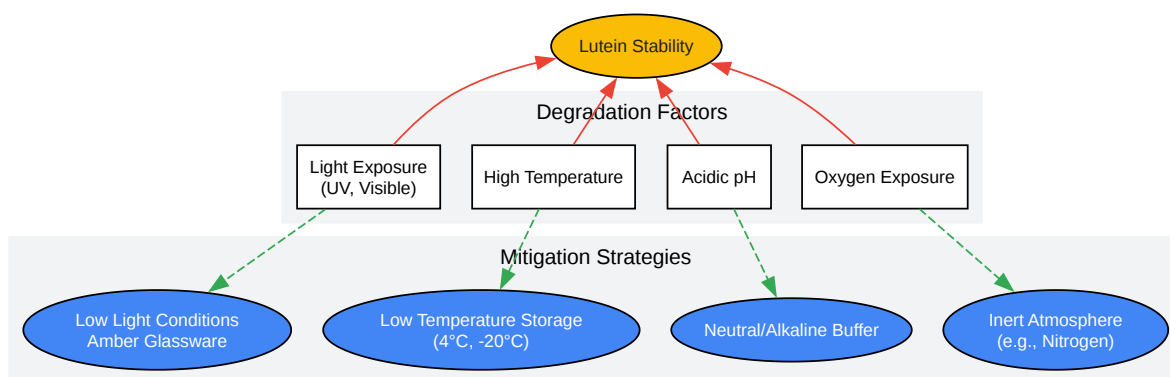 Lutein Stability
Degradation Factors
Light Exposure
(UV, Visible)
High Temperature
Acidic pH
Oxygen Exposure
Mitigation Strategies
Low Light Conditions
Amber Glassware
Low Temperature Storage
(4°C, -20°C)
Neutral/Alkaline Buffer
Inert Atmosphere
(e.g., Nitrogen)